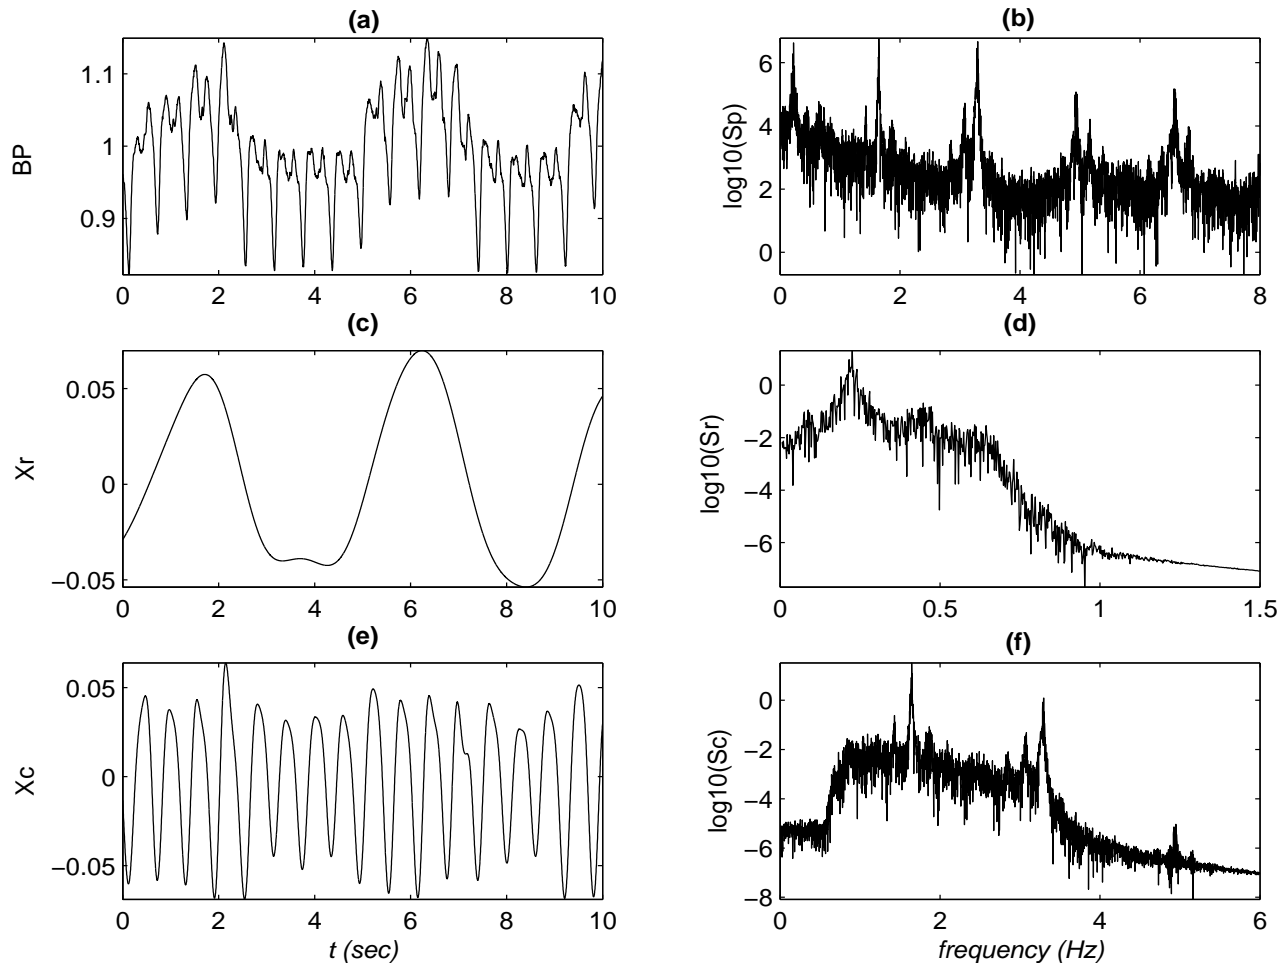 (a)
BP
1.1
1
0.9
0 2 4 6 8 10
(b)
log10(Sp)
6
4
2
0
0 2 4 6 8
(c)
Xr
0.05
0
−0.05
0 2 4 6 8 10
(d)
log10(Sr)
0
−2
−4
−6
0 0.5 1 1.5
(e)
Xc
0.05
0
−0.05
0 2 4 6 8 10
t (sec)
(f)
log10(Sc)
0
−2
−4
−6
−8
0 2 4 6
frequency (Hz)